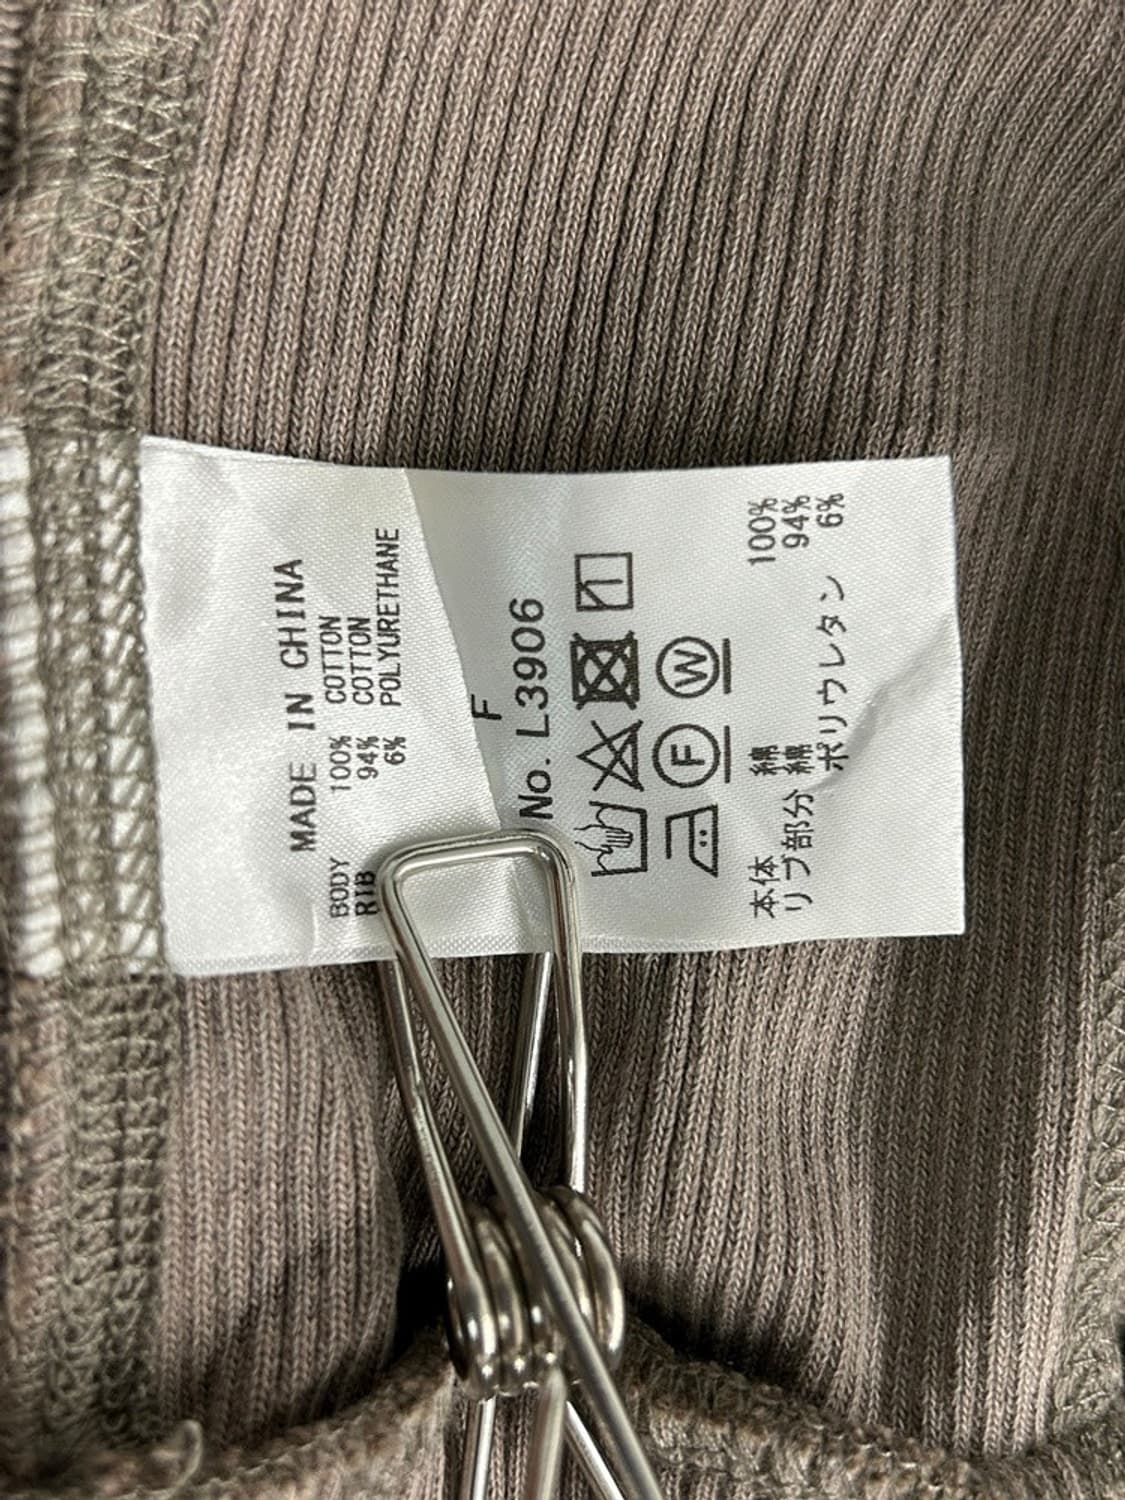 MADE IN CHINA
BODY 100% COTTON
RIB 94% COTTON
6% POLYURETHANE
F
No. L3906
F W
本体 綿 100%
リブ部分 綿 94%
ポリウレタン 6%